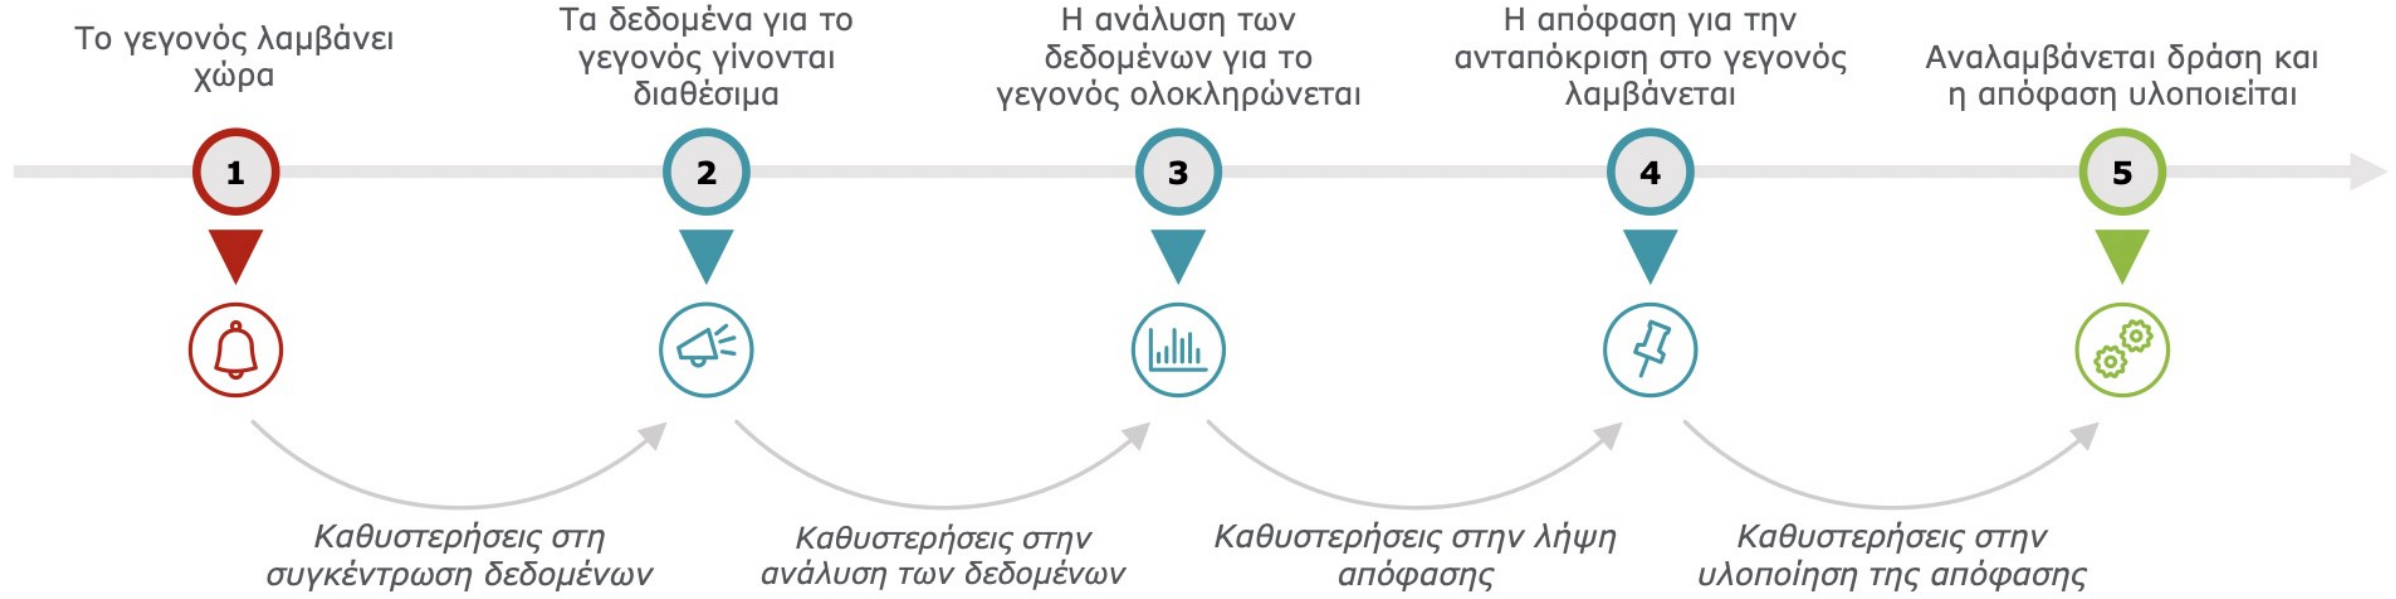 Το γεγονός λαμβάνει
χώρα
Τα δεδομένα για το
γεγονός γίνονται
διαθέσιμα
Η ανάλυση των
δεδομένων για το
γεγονός ολοκληρώνεται
Η απόφαση για την
ανταπόκριση στο γεγονός
λαμβάνεται
Αναλαμβάνεται δράση και
η απόφαση υλοποιείται
1
2
3
4
5
Καθυστερήσεις στη
συγκέντρωση δεδομένων
Καθυστερήσεις στην
ανάλυση των δεδομένων
Καθυστερήσεις στην λήψη
απόφασης
Καθυστερήσεις στην
υλοποίηση της απόφασης